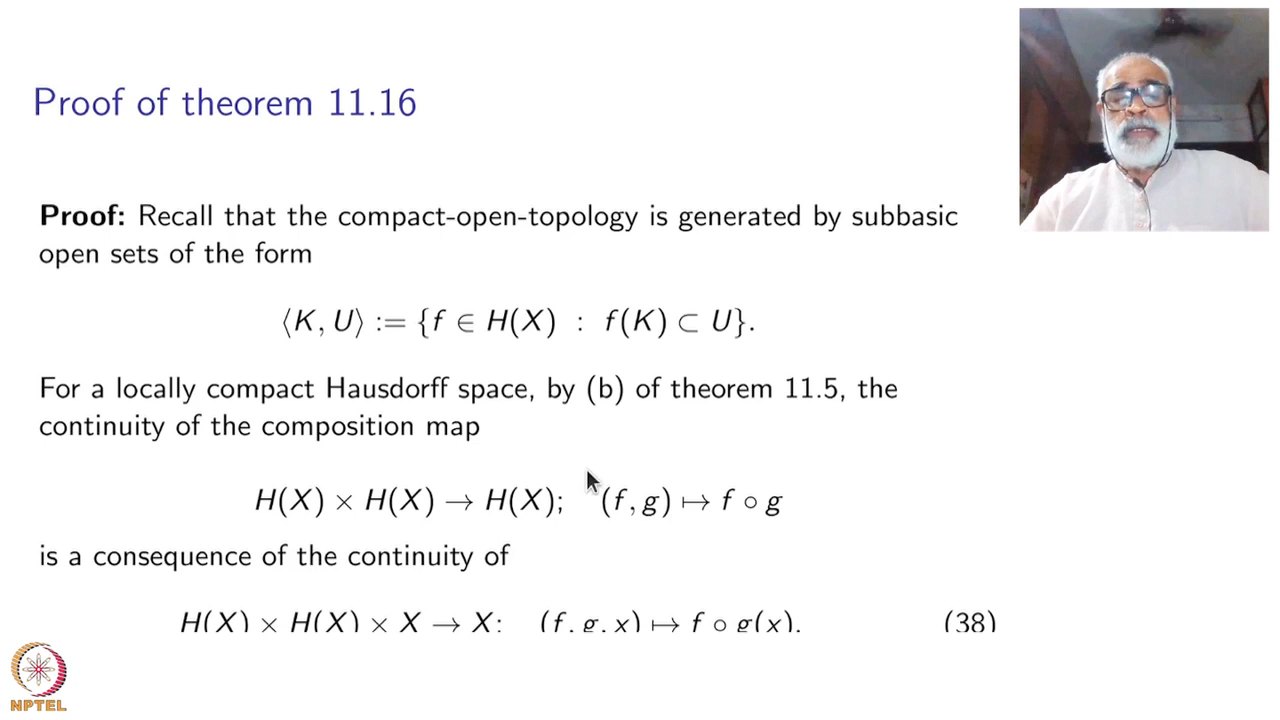 Proof of theorem 11.16
Proof: Recall that the compact-open-topology is generated by subbasic
open sets of the form
⟨K, U⟩ := {f ∈ H(X) : f(K) ⊂ U}.
For a locally compact Hausdorff space, by (b) of theorem 11.5, the
continuity of the composition map
H(X) × H(X) → H(X); (f, g) ↦ f ∘ g
is a consequence of the continuity of
H(X) × H(X) × X → X; (f, g, x) ↦ f ∘ g(x). (38)
NPTEL